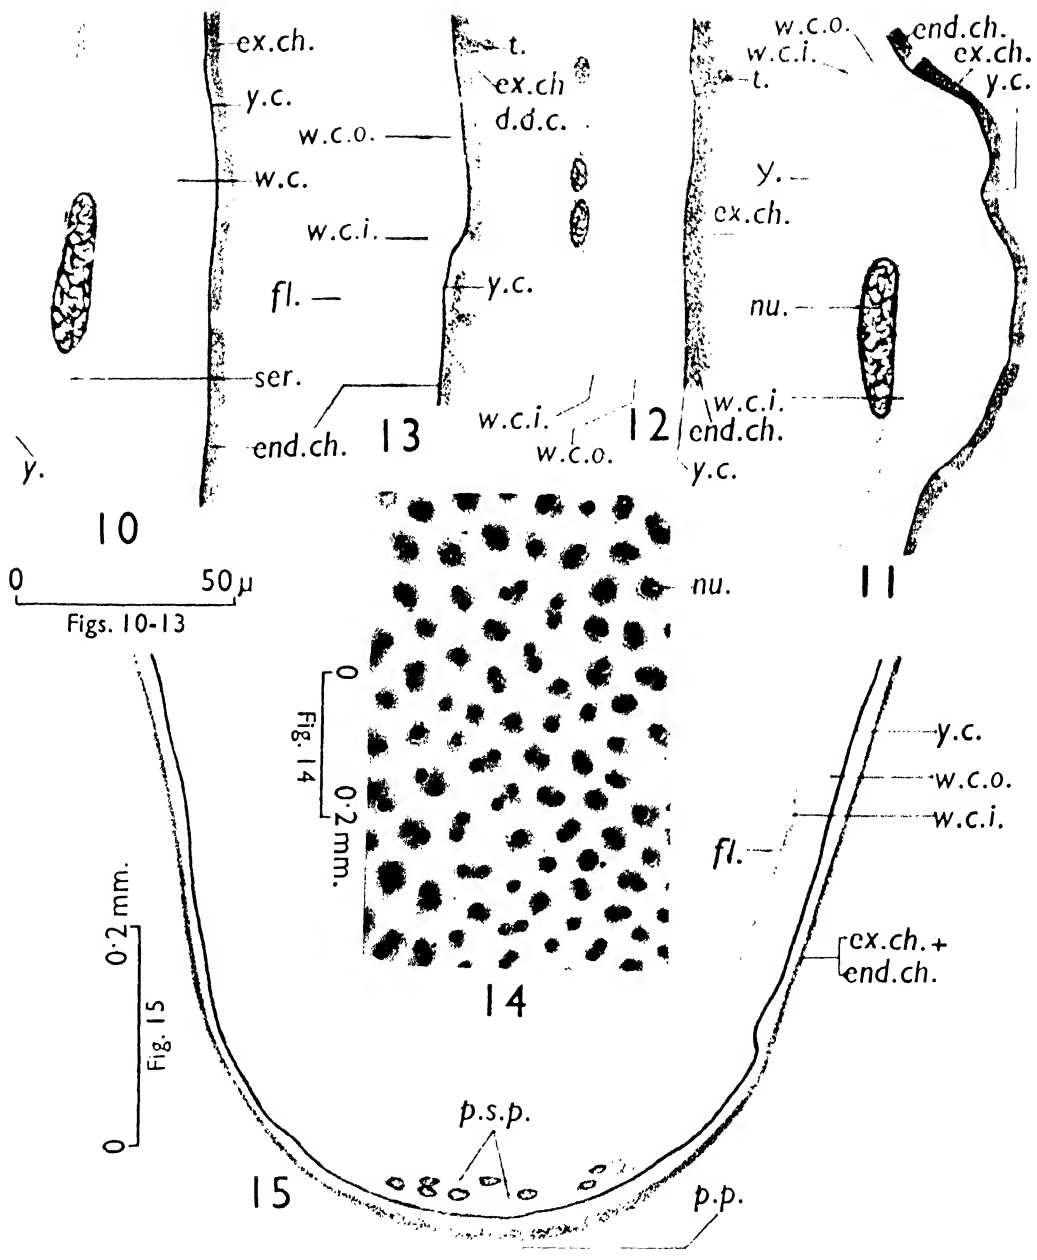 ex.ch.
y.c.
w.c.
ser.
end.ch.
y.
10
t.
ex.ch
d.d.c.
w.c.o.
w.c.i.
fl.
y.c.
13
w.c.i.
w.c.o.
12
t.
ex.ch.
end.ch.
y.c.
w.c.o.
w.c.i.
end.ch.
ex.ch.
y.c.
y.
nu.
w.c.i.
11
0 50μ
Figs. 10-13
nu.
0
Fig. 14
0·2 mm.
14
y.c.
w.c.o.
w.c.i.
fl.
ex.ch.+
end.ch.
0·2 mm.
Fig. 15
0
p.s.p.
15
p.p.